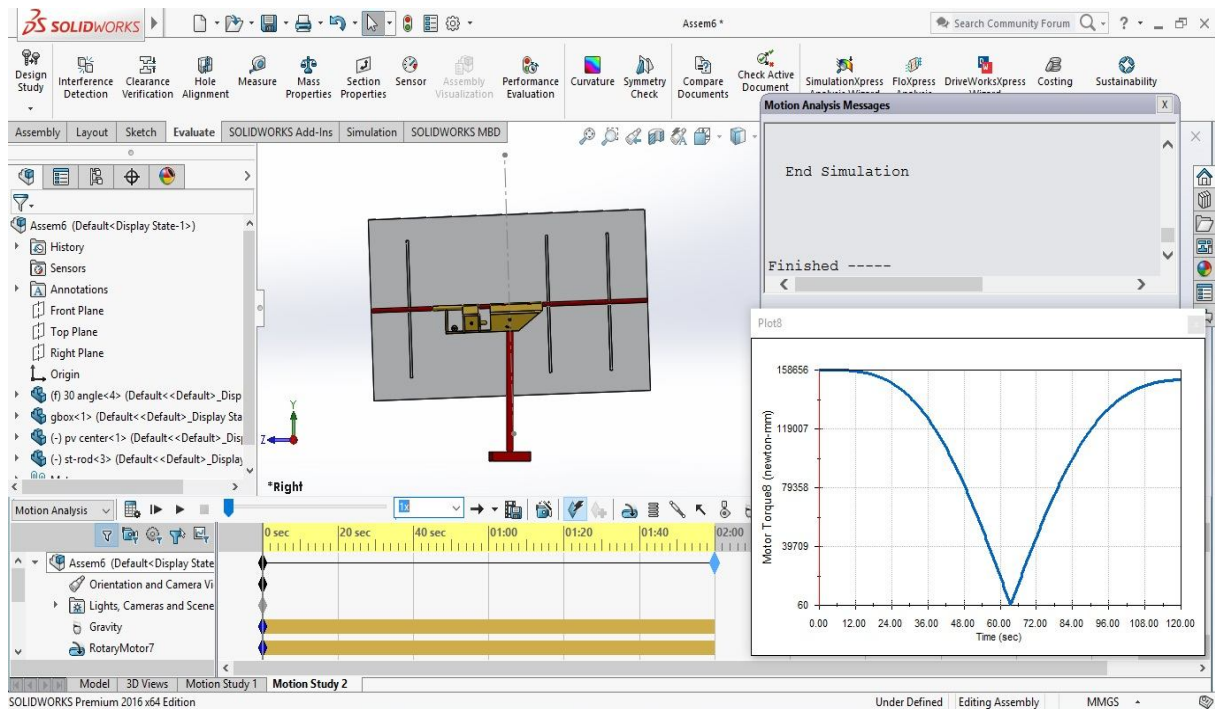 SOLIDWORKS
Assem6 *
Search Community Forum
?
Design Study
Interference Detection
Clearance Verification
Hole Alignment
Measure
Mass Properties
Section Properties
Sensor
Assembly Visualization
Performance Evaluation
Curvature
Symmetry Check
Compare Documents
Check Active Document
SimulationXpress
FloXpress
DriveWorksXpress
Costing
Sustainability
Assembly
Layout
Sketch
Evaluate
SOLIDWORKS Add-Ins
Simulation
SOLIDWORKS MBD
Motion Analysis Messages
X
End Simulation
Finished -----
Assem6 (Default<Display State-1>)
History
Sensors
Annotations
Front Plane
Top Plane
Right Plane
Origin
(f) 30 angle<4> (Default<<Default>_Disp
gbox<1> (Default<<Default>_Display Sta
(-) pv center<1> (Default<<Default>_Dis
(-) st-rod<3> (Default<<Default>_Display
Y
Z
*Right
Plot8
158656
119007
79358
39709
60
Motor Torque8 (newton-mm)
0.00 12.00 24.00 36.00 48.00 60.00 72.00 84.00 96.00 108.00 120.00
Time (sec)
Motion Analysis
1x
0 sec 20 sec 40 sec 01:00 01:20 01:40 02:00
Assem6 (Default<Display State
Orientation and Camera Vi
Lights, Cameras and Scene
Gravity
RotaryMotor7
Model
3D Views
Motion Study 1
Motion Study 2
SOLIDWORKS Premium 2016 x64 Edition
Under Defined
Editing Assembly
MMGS